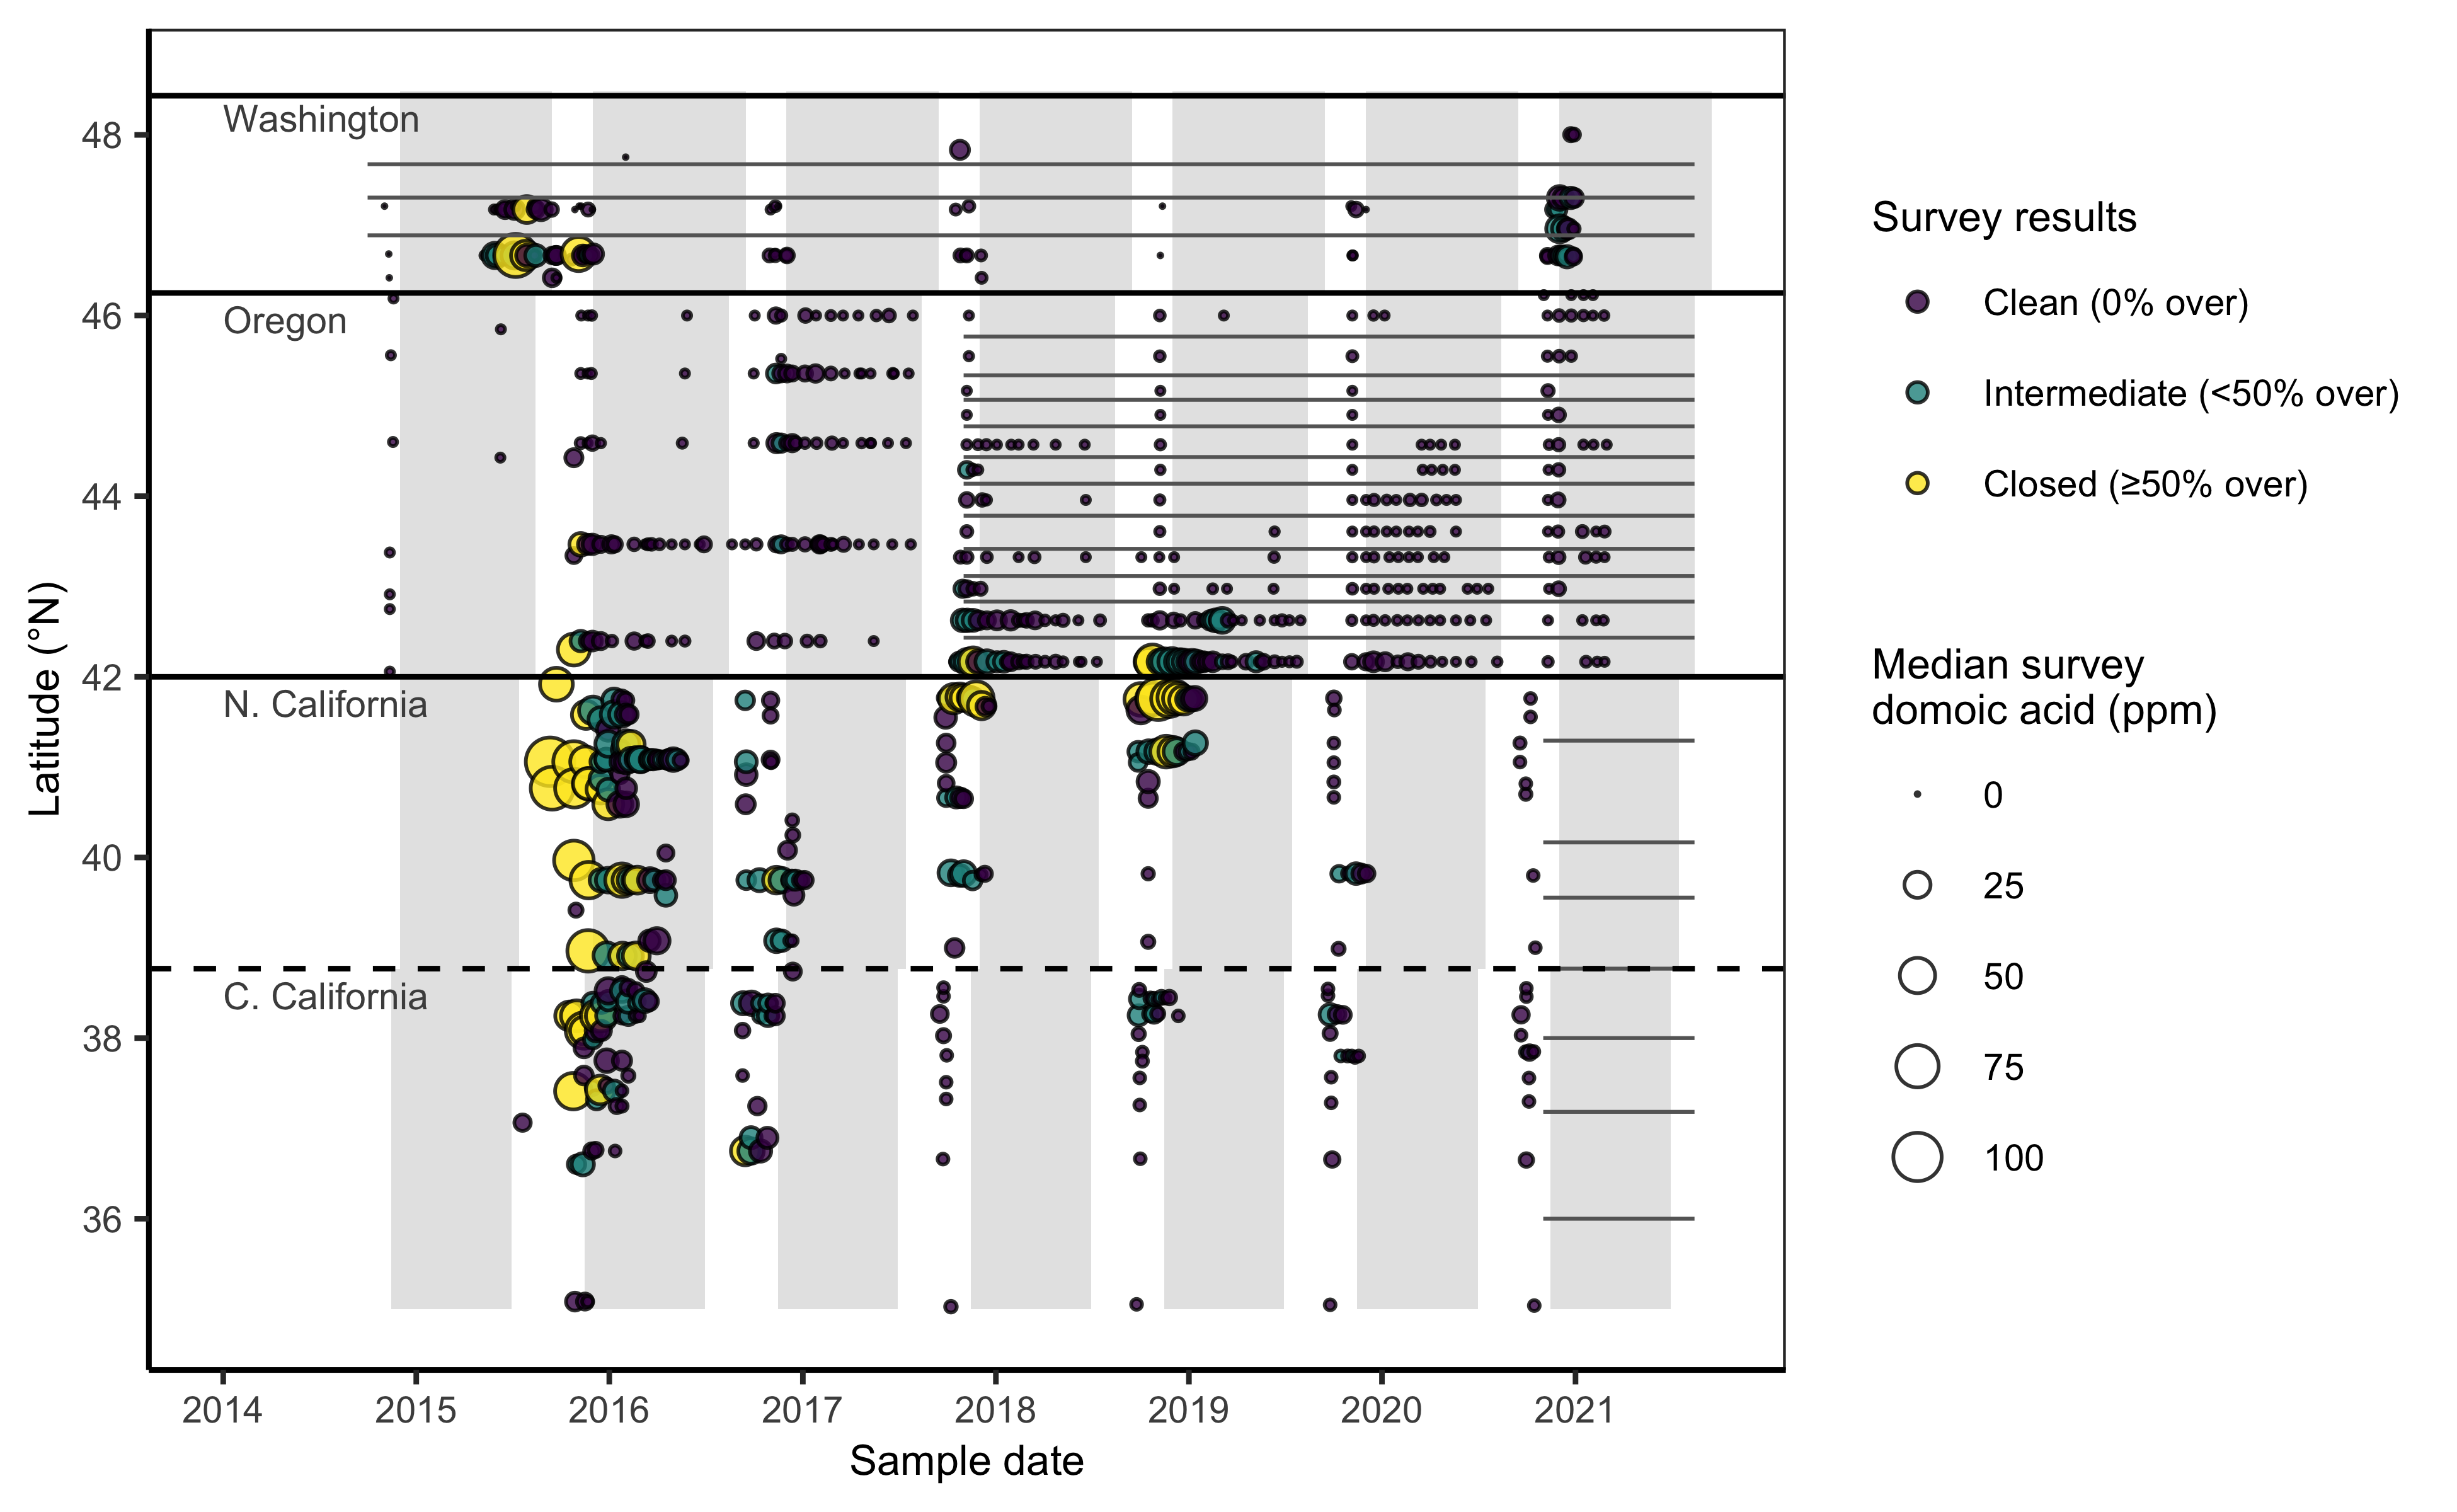 Washington
Oregon
N. California
C. California
48
46
44
42
40
38
36
Latitude (°N)
2014
2015
2016
2017
2018
2019
2020
2021
Sample date
Survey results
Clean (0% over)
Intermediate (<50% over)
Closed (≥50% over)
Median survey
domoic acid (ppm)
0
25
50
75
100